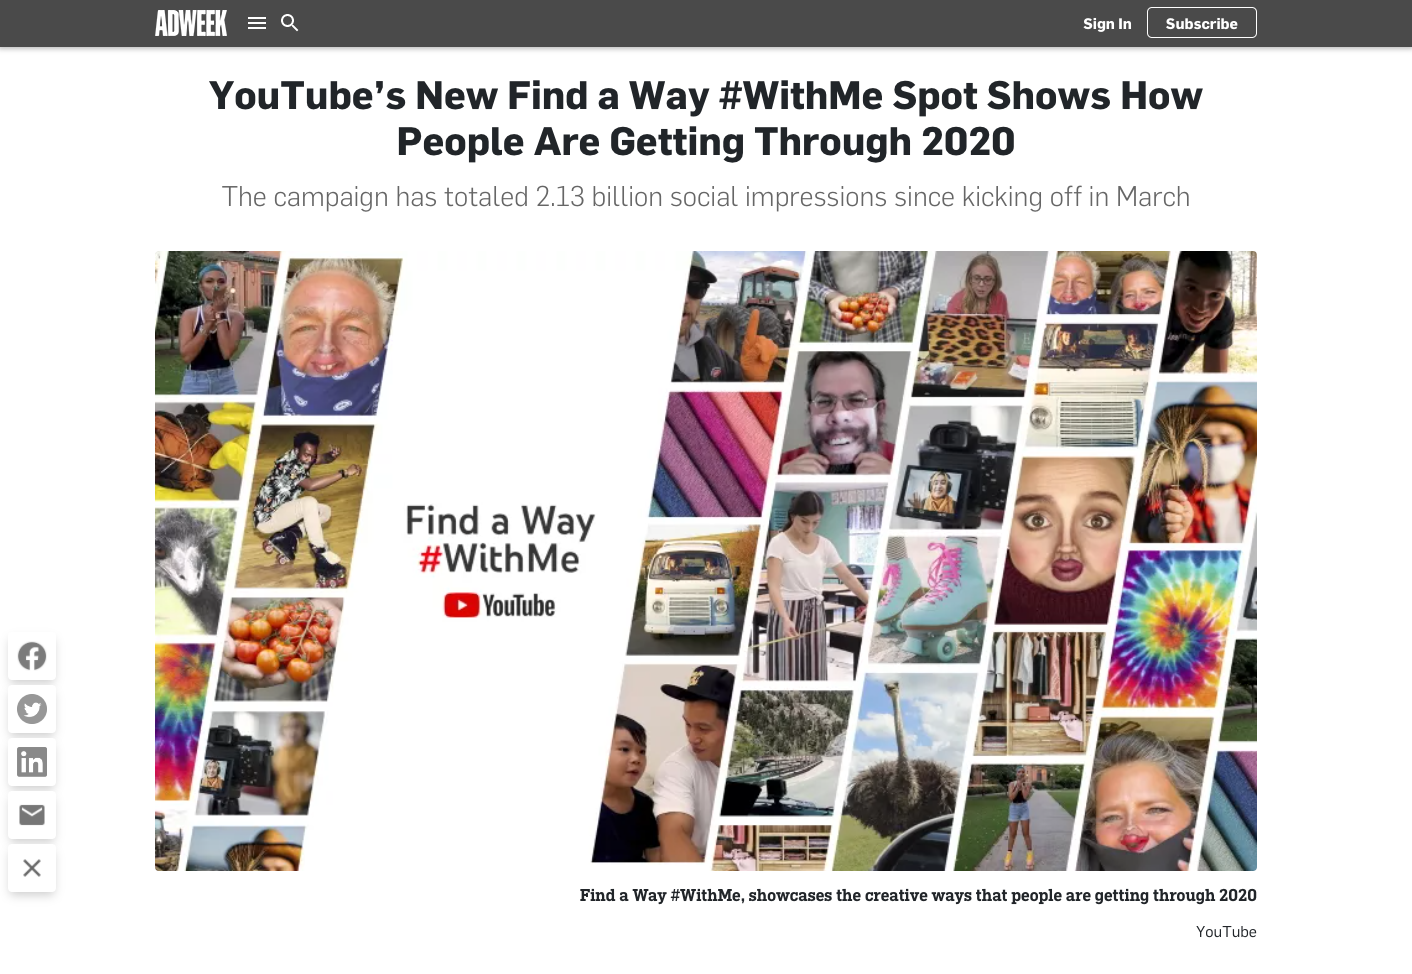 ADWEEK
Sign In
Subscribe
YouTube’s New Find a Way #WithMe Spot Shows How
People Are Getting Through 2020
The campaign has totaled 2.13 billion social impressions since kicking off in March
Find a Way
#WithMe
YouTube
Find a Way #WithMe, showcases the creative ways that people are getting through 2020
YouTube